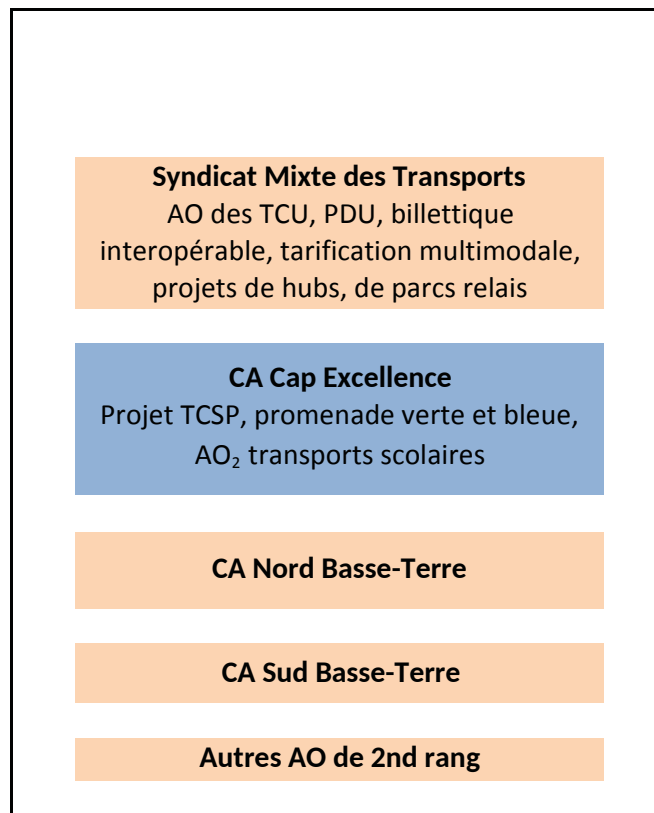 Syndicat Mixte des Transports
AO des TCU, PDU, billettique
interopérable, tarification multimodale,
projets de hubs, de parcs relais
CA Cap Excellence
Projet TCSP, promenade verte et bleue,
AO₂ transports scolaires
CA Nord Basse-Terre
CA Sud Basse-Terre
Autres AO de 2nd rang